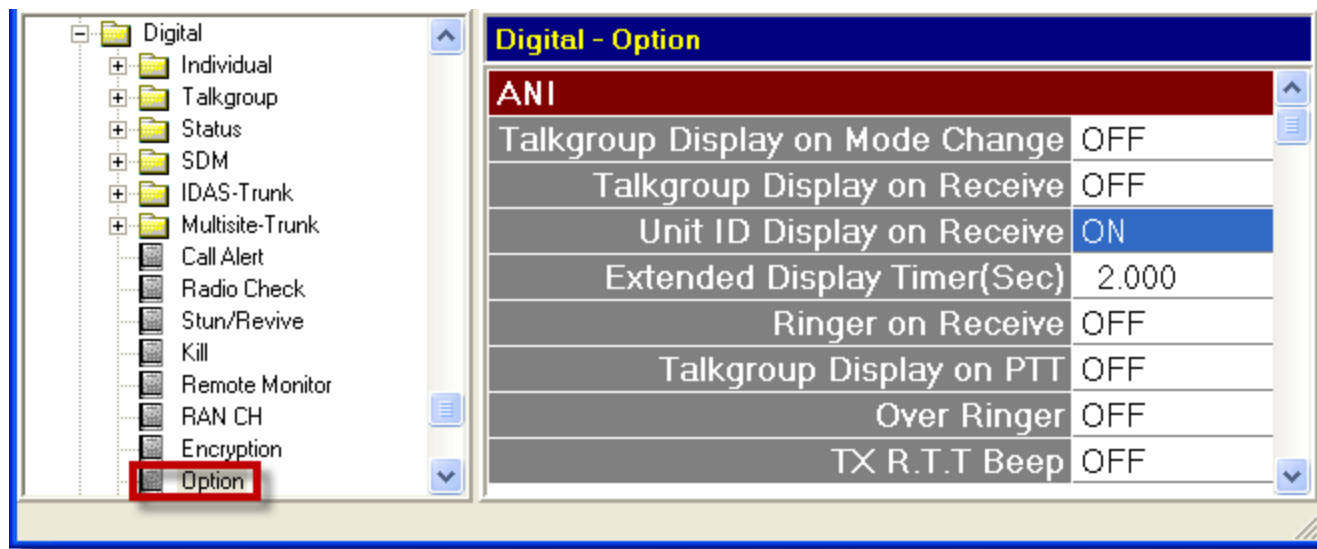 Digital
Individual
Talkgroup
Status
SDM
IDAS-Trunk
Multisite-Trunk
Call Alert
Radio Check
Stun/Revive
Kill
Remote Monitor
RAN CH
Encryption
Option
Digital - Option
ANI
Talkgroup Display on Mode Change OFF
Talkgroup Display on Receive OFF
Unit ID Display on Receive ON
Extended Display Timer(Sec) 2.000
Ringer on Receive OFF
Talkgroup Display on PTT OFF
Over Ringer OFF
TX R.T.T Beep OFF